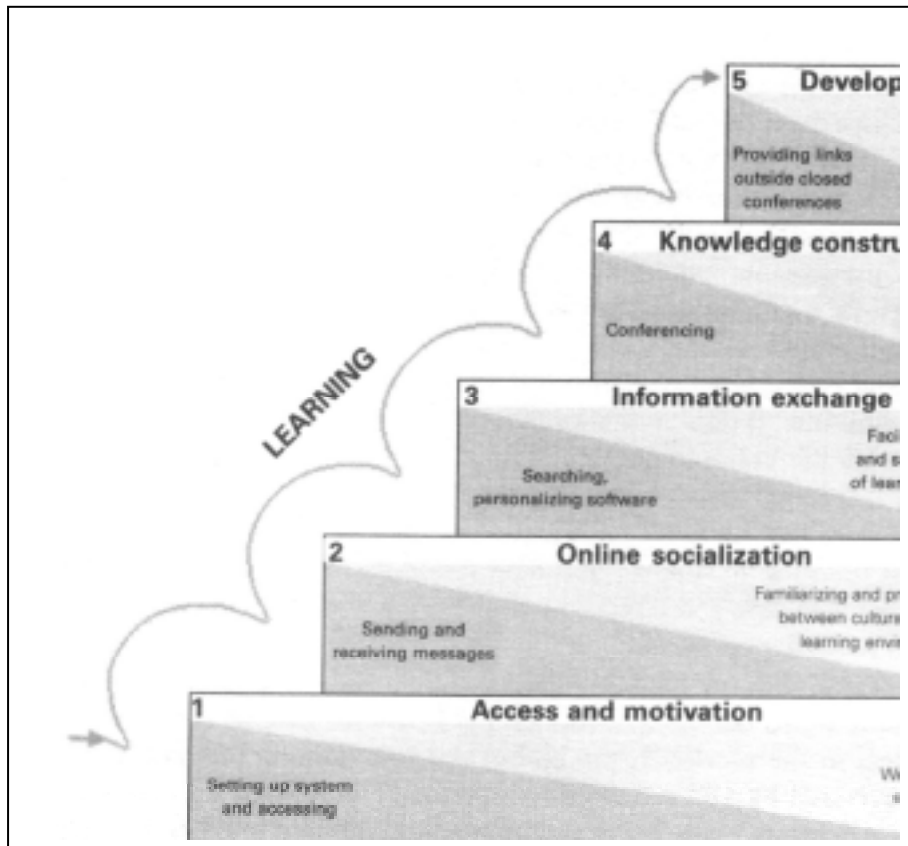 5 Develop
Providing links
outside closed
conferences
4 Knowledge constru
Conferencing
LEARNING
3 Information exchange
Facil
and s
of lear
Searching,
personalizing software
2 Online socialization
Familiarizing and pr
between culture
learning envi
Sending and
receiving messages
1 Access and motivation
We
s
Setting up system
and accessing